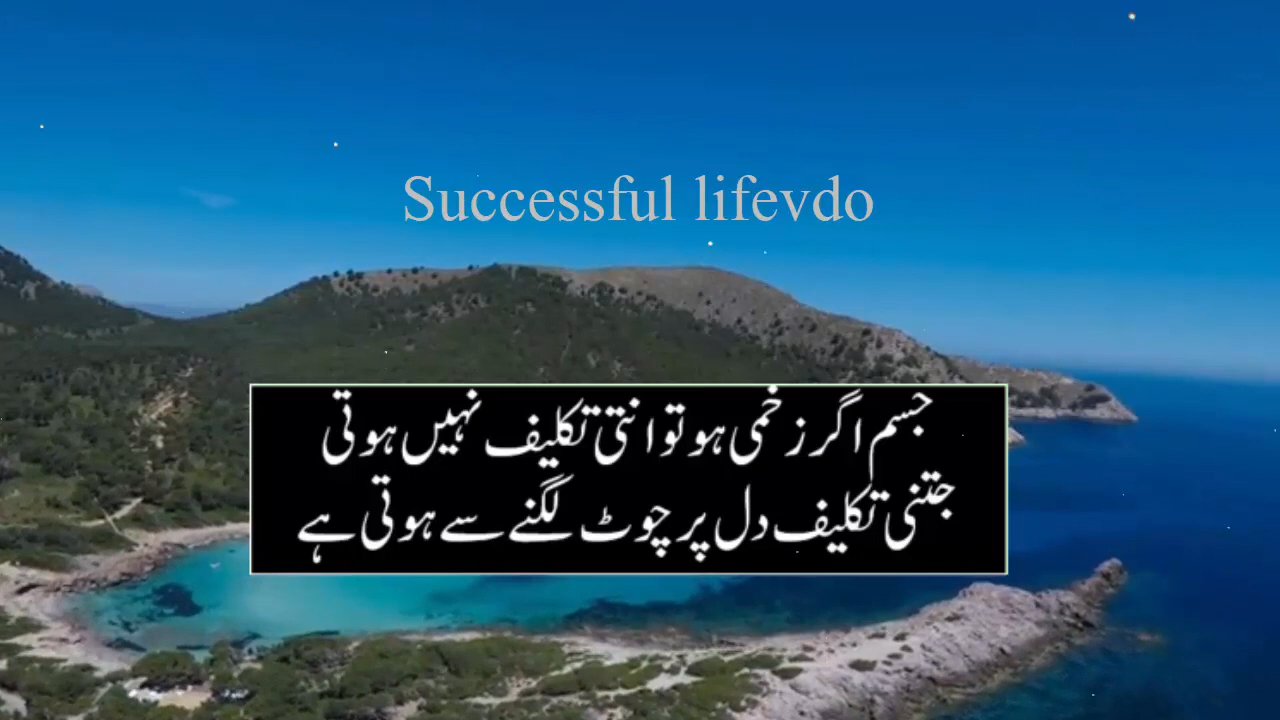 Successful lifevdo
جسم اگر زخمی ہو تو انتی تکلیف نہیں ہوتی
جتنی تکلیف دل پر چوٹ لگنے سے ہوتی ہے